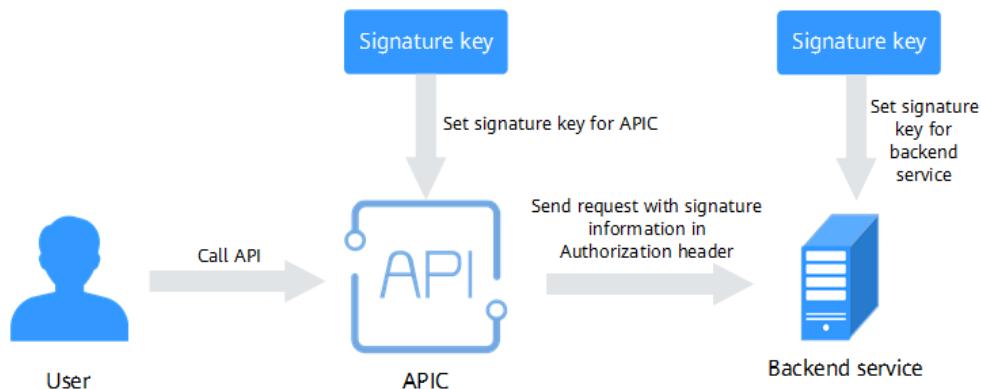 Signature key
Signature key
Set signature key for APIC
Set signature
key for
backend
service
Call API
API
Send request with signature
information in
Authorization header
User
APIC
Backend service